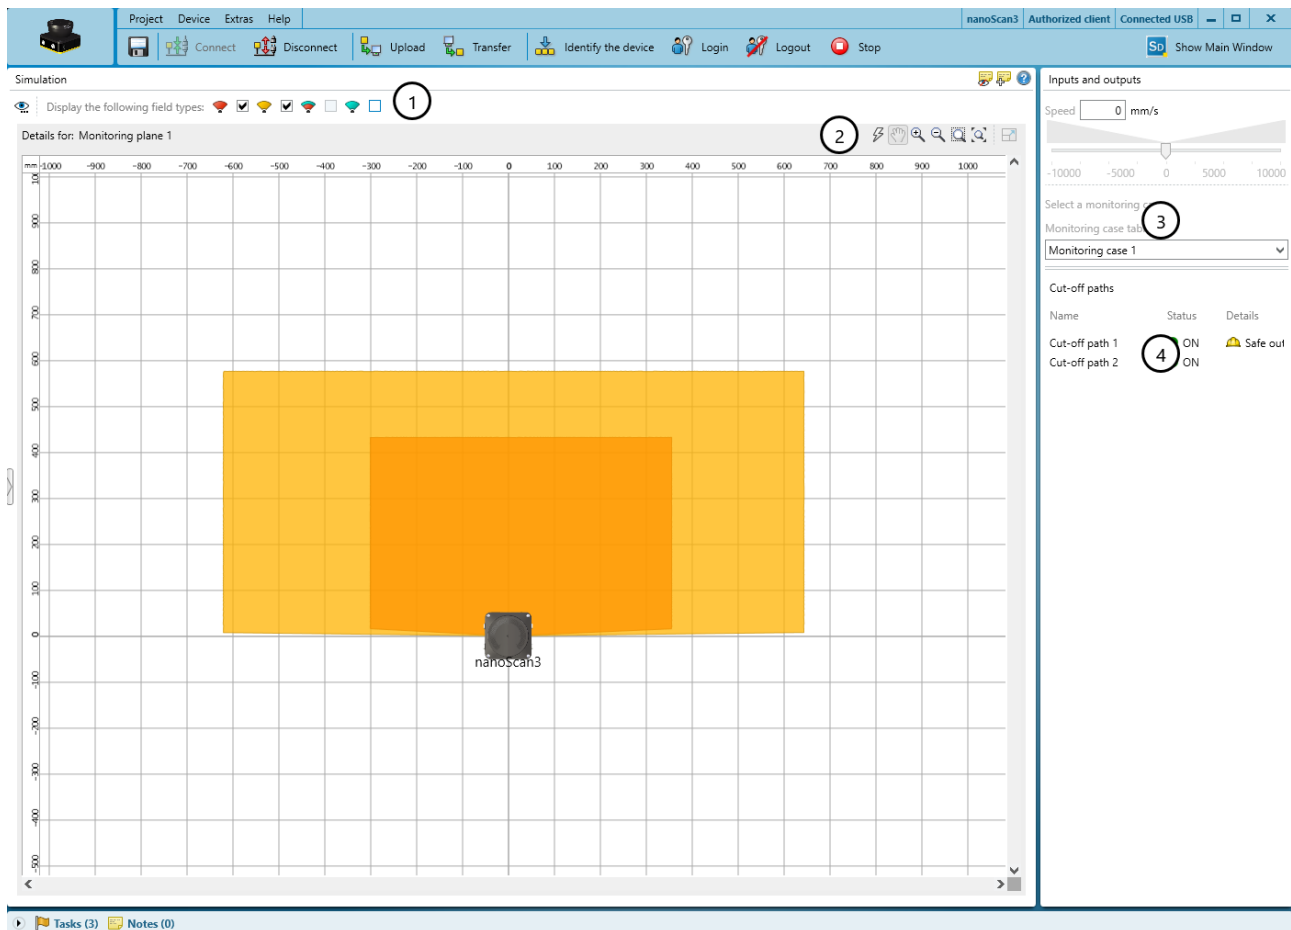 Project Device Extras Help nanoScan3 Authorized client Connected USB
Connect Disconnect Upload Transfer Identify the device Login Logout Stop SD Show Main Window
Simulation
Display the following field types:
1
Details for: Monitoring plane 1
2
mm -1000 -900 -800 -700 -600 -500 -400 -300 -200 -100 0 100 200 300 400 500 600 700 800 900 1000
10
900
800
700
600
500
400
300
200
100
0
-100
-200
-300
-400
-500
nanoScan3
Inputs and outputs
Speed 0 mm/s
-10000 -5000 0 5000 10000
Select a monitoring
3
Monitoring case
Monitoring case 1
Cut-off paths
Name Status Details
Cut-off path 1 ON Safe out
4
Cut-off path 2 ON
Tasks (3) Notes (0)